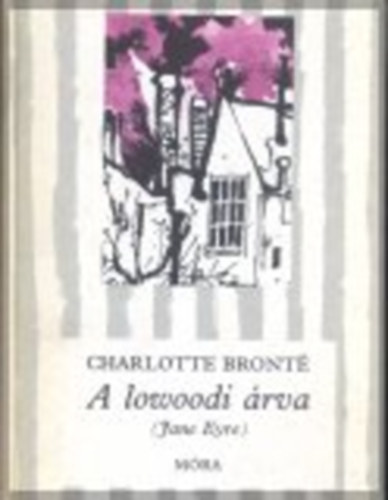 CHARLOTTE BRONTË
A lowoodi árva
(Jane Eyre)
MÓRA